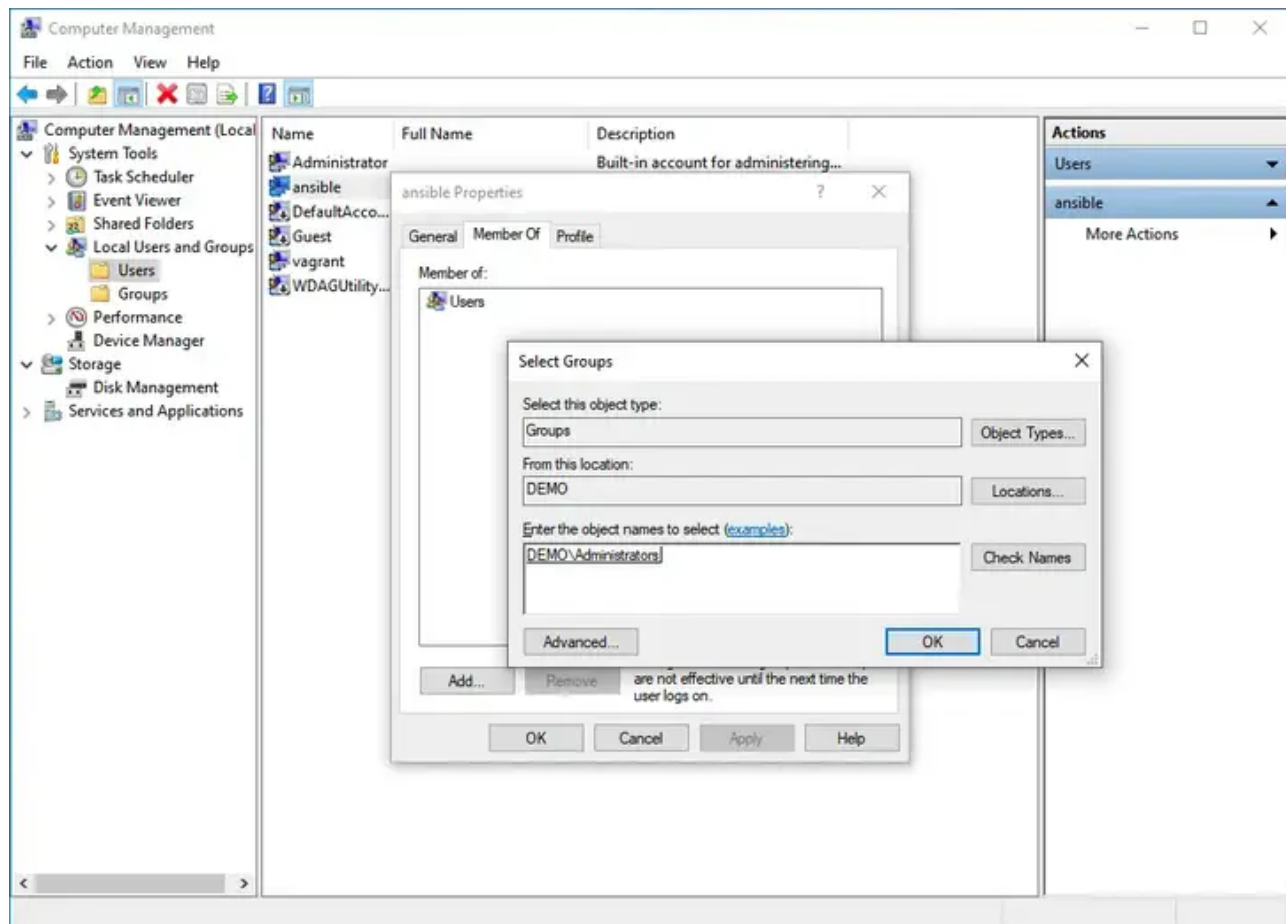 Computer Management
File Action View Help
Computer Management (Local
System Tools
Task Scheduler
Event Viewer
Shared Folders
Local Users and Groups
Users
Groups
Performance
Device Manager
Storage
Disk Management
Services and Applications
Name Full Name Description
Administrator Built-in account for administering...
ansible
DefaultAcco...
Guest
vagrant
WDAGUtility...
ansible Properties
General Member Of Profile
Member of:
Users
Select Groups
Select this object type:
Groups
Object Types...
From this location:
DEMO
Locations...
Enter the object names to select (examples):
DEMO\Administrators
Check Names
Advanced... OK Cancel
Add... Remove
are not effective until the next time the
user logs on.
OK Cancel Apply Help
Actions
Users
ansible
More Actions